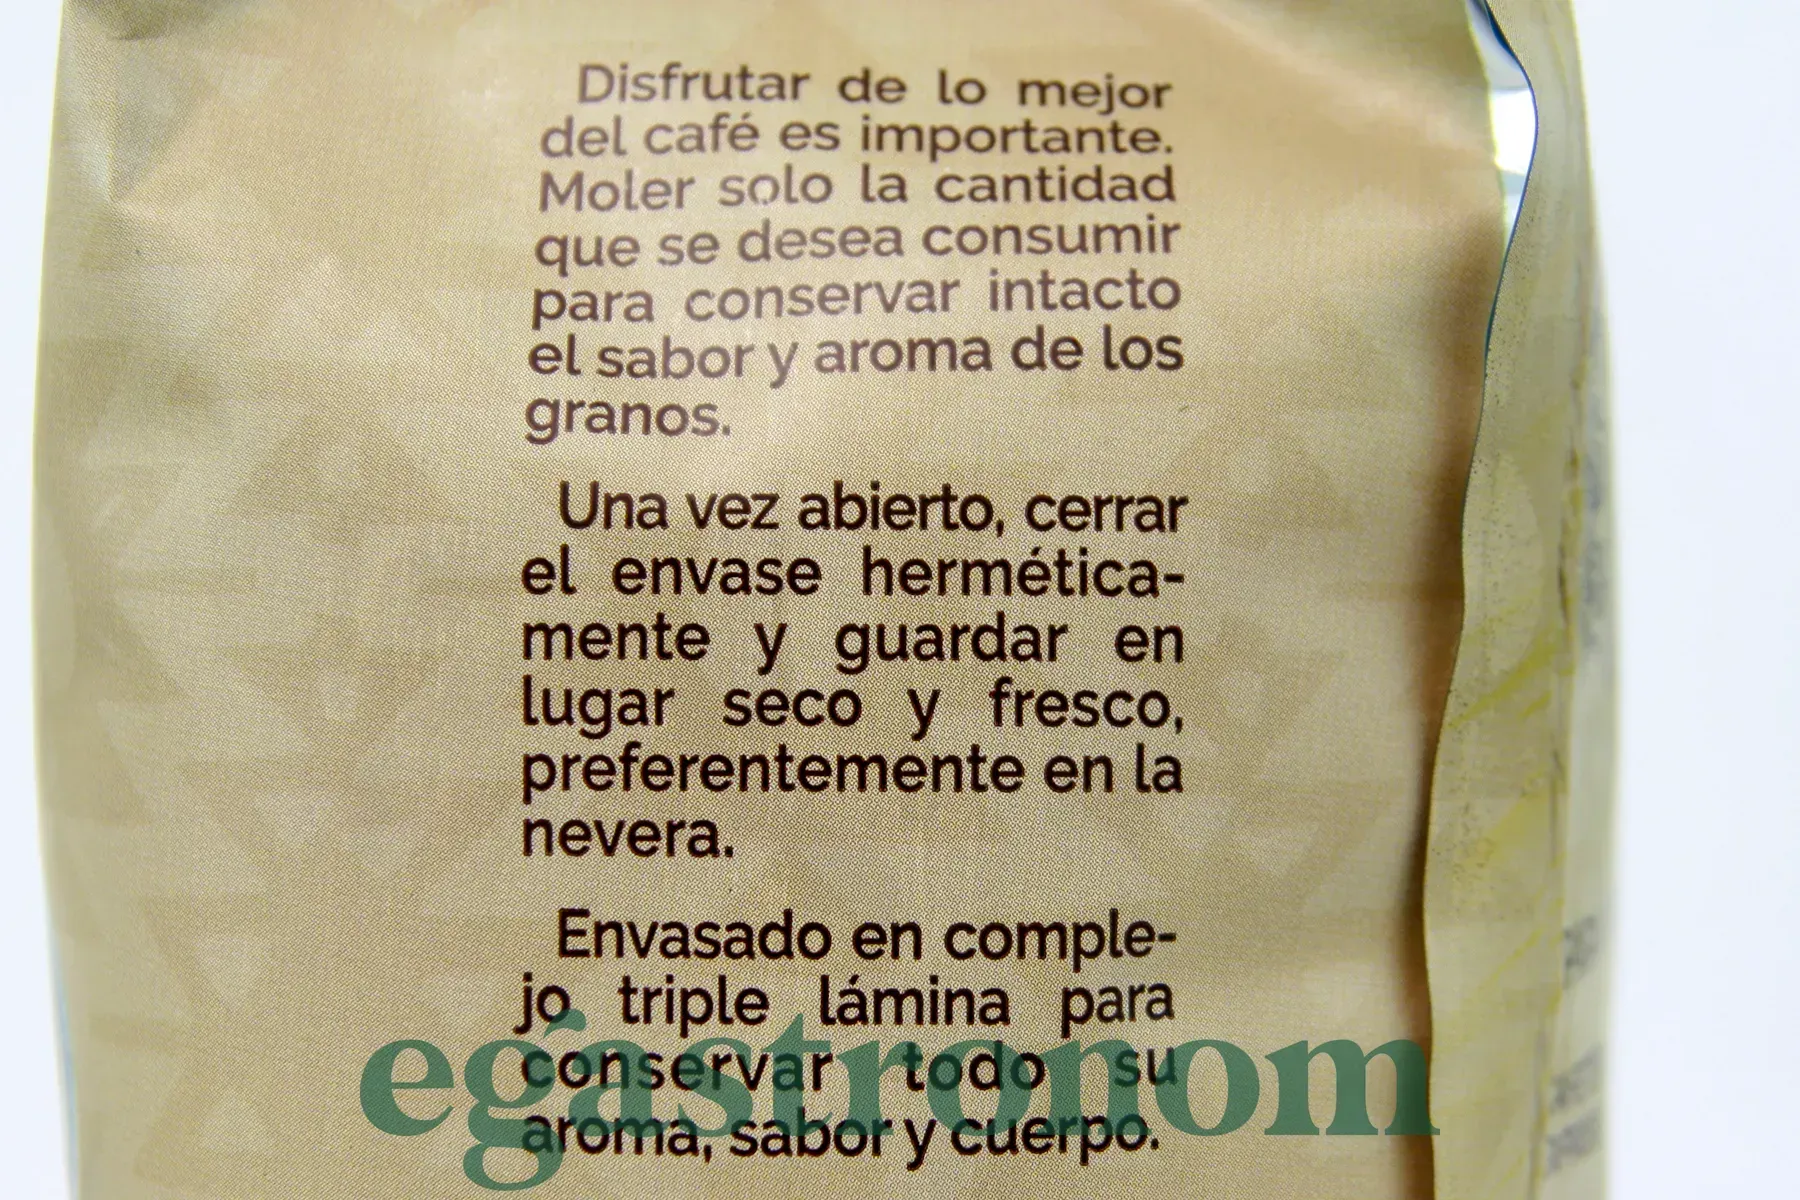 Disfrutar de lo mejor
del café es importante.
Moler solo la cantidad
que se desea consumir
para conservar intacto
el sabor y aroma de los
granos.
Una vez abierto, cerrar
el envase hermética-
mente y guardar en
lugar seco y fresco,
preferentemente en la
nevera.
Envasado en comple-
jo triple lámina para
conservar todo su
aroma, sabor y cuerpo.
egastronom